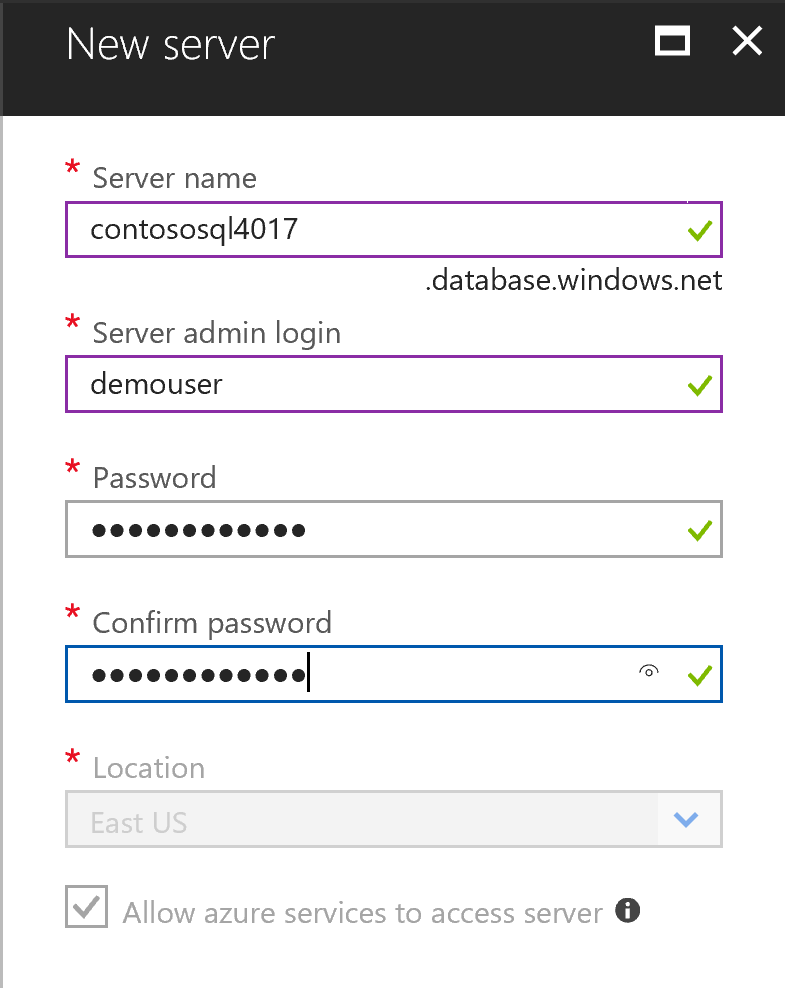 New server
* Server name
contososql4017
.database.windows.net
* Server admin login
demouser
* Password
●●●●●●●●●●●●
* Confirm password
●●●●●●●●●●●●
* Location
East US
Allow azure services to access server